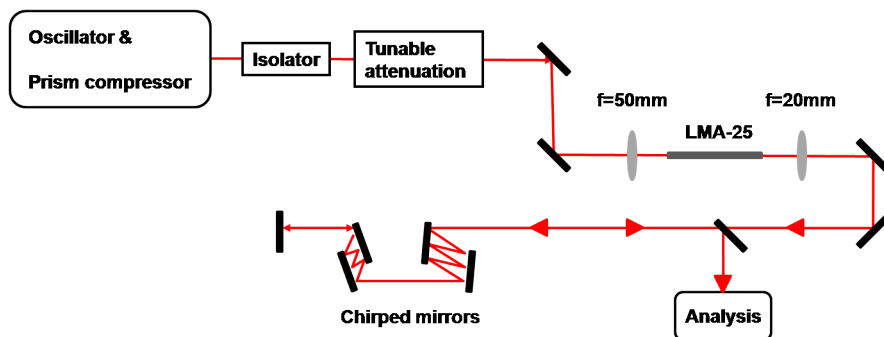 Oscillator &
Prism compressor
Isolator
Tunable
attenuation
f=50mm
LMA-25
f=20mm
Chirped mirrors
Analysis